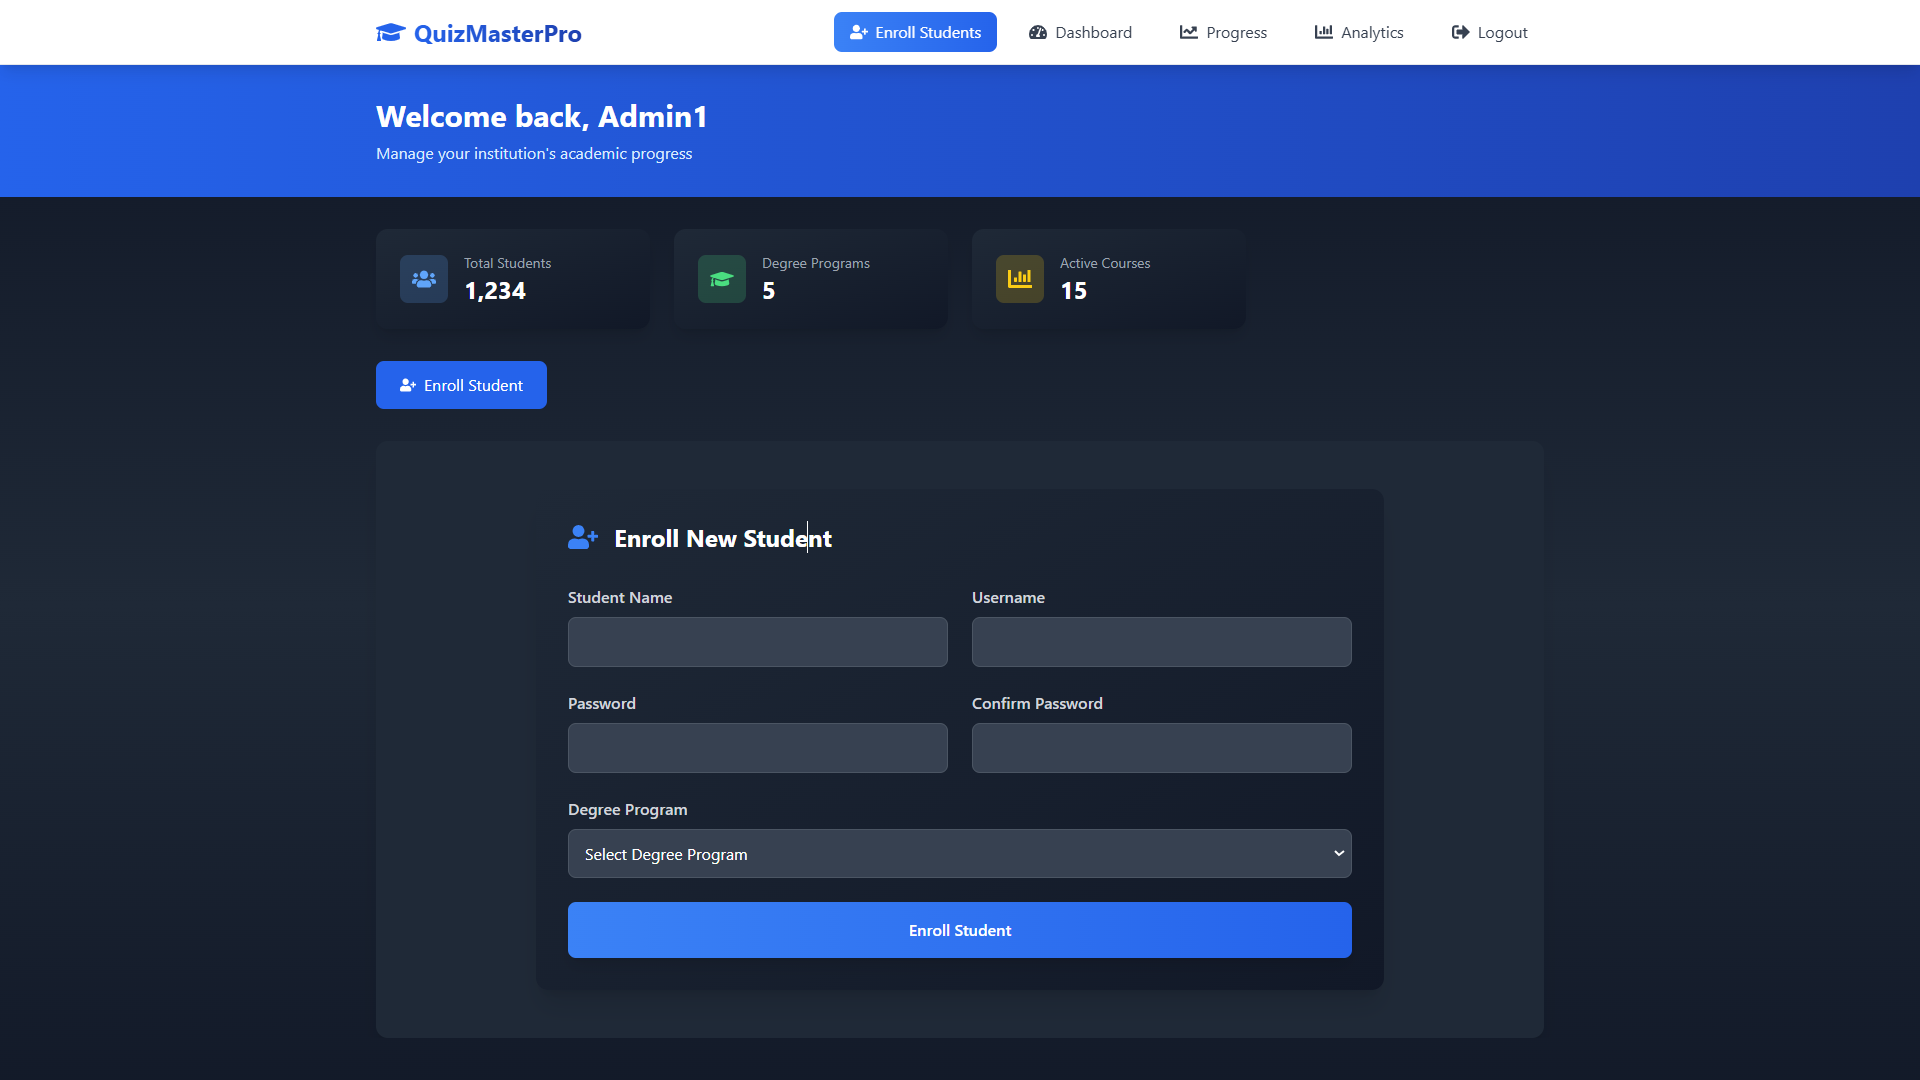 QuizMasterPro
Enroll Students
Dashboard
Progress
Analytics
Logout
Welcome back, Admin1
Manage your institution's academic progress
Total Students
1,234
Degree Programs
5
Active Courses
15
Enroll Student
Enroll New Student
Student Name
Username
Password
Confirm Password
Degree Program
Select Degree Program
Enroll Student